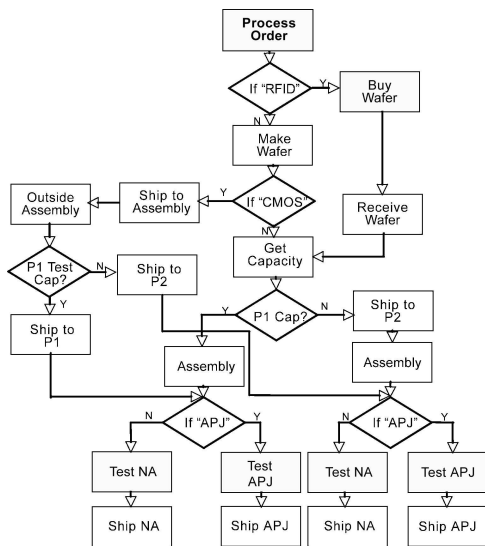 Process
Order
If “RFID”
Y
Buy
Wafer
N
Make
Wafer
Outside
Assembly
Ship to
Assembly
Y
If “CMOS”
Receive
Wafer
N
Get
Capacity
P1 Test
Cap?
N
Ship to
P2
Y
Ship to
P1
Y
P1 Cap?
N
Ship to
P2
Assembly
Assembly
N
If “APJ”
Y
N
If “APJ”
Y
Test NA
Test
APJ
Test NA
Test APJ
Ship NA
Ship APJ
Ship NA
Ship APJ